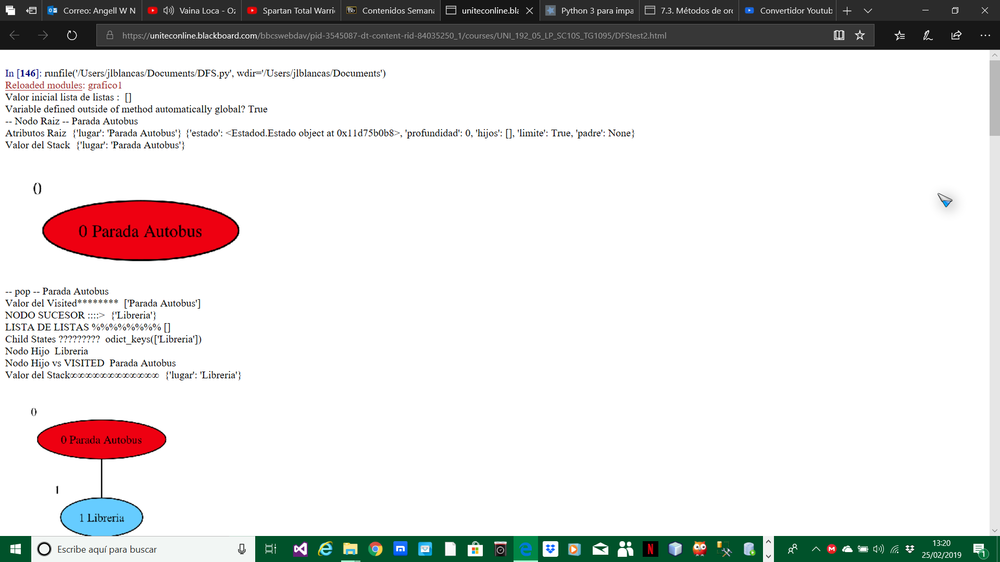 Correo: Angell W N
Vaina Loca - Oz
Spartan Total Warri
Bb
Contenidos Semana
uniteconline.bla
Python 3 para impa
7.3. Métodos de ord
Convertidor Youtub
https://uniteconline.blackboard.com/bbcswebdav/pid-3545087-dt-content-rid-84035250_1/courses/UNI_192_05_LP_SC10S_TG1095/DFStest2.html
In [146]: runfile('/Users/jlblancas/Documents/DFS.py', wdir='/Users/jlblancas/Documents')
Reloaded modules: grafico1
Valor inicial lista de listas :  []
Variable defined outside of method automatically global? True
-- Nodo Raiz -- Parada Autobus
Atributos Raiz  {'lugar': 'Parada Autobus'} {'estado': <Estadod.Estado object at 0x11d75b0b8>, 'profundidad': 0, 'hijos': [], 'limite': True, 'padre': None}
Valor del Stack  {'lugar': 'Parada Autobus'}
()
0 Parada Autobus
-- pop -- Parada Autobus
Valor del Visited********  ['Parada Autobus']
NODO SUCESOR ::::>  {'Libreria'}
LISTA DE LISTAS %%%%%%%% []
Child States ?????????  odict_keys(['Libreria'])
Nodo Hijo  Libreria
Nodo Hijo vs VISITED  Parada Autobus
Valor del Stack∞∞∞∞∞∞∞∞∞∞∞∞  {'lugar': 'Libreria'}
()
0 Parada Autobus
1
1 Libreria
Escribe aquí para buscar
13:20
25/02/2019
1